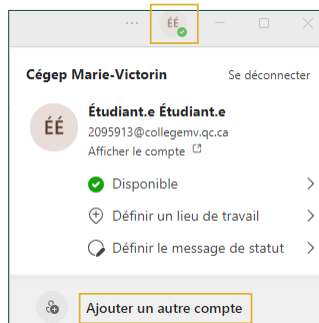 ÉÉ
Cégep Marie-Victorin Se déconnecter
ÉÉ
Étudiant.e Étudiant.e
2095913@collegemv.qc.ca
Afficher le compte
Disponible
Définir un lieu de travail
Définir le message de statut
Ajouter un autre compte